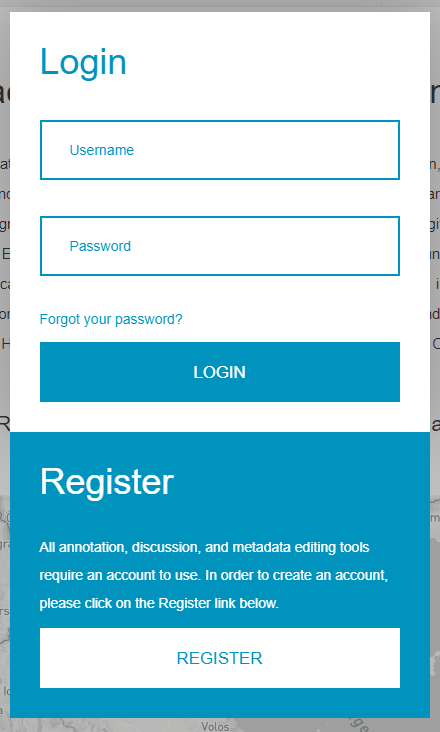 Login
Username
Password
Forgot your password?
LOGIN
Register
All annotation, discussion, and metadata editing tools
require an account to use. In order to create an account,
please click on the Register link below.
REGISTER
Volos